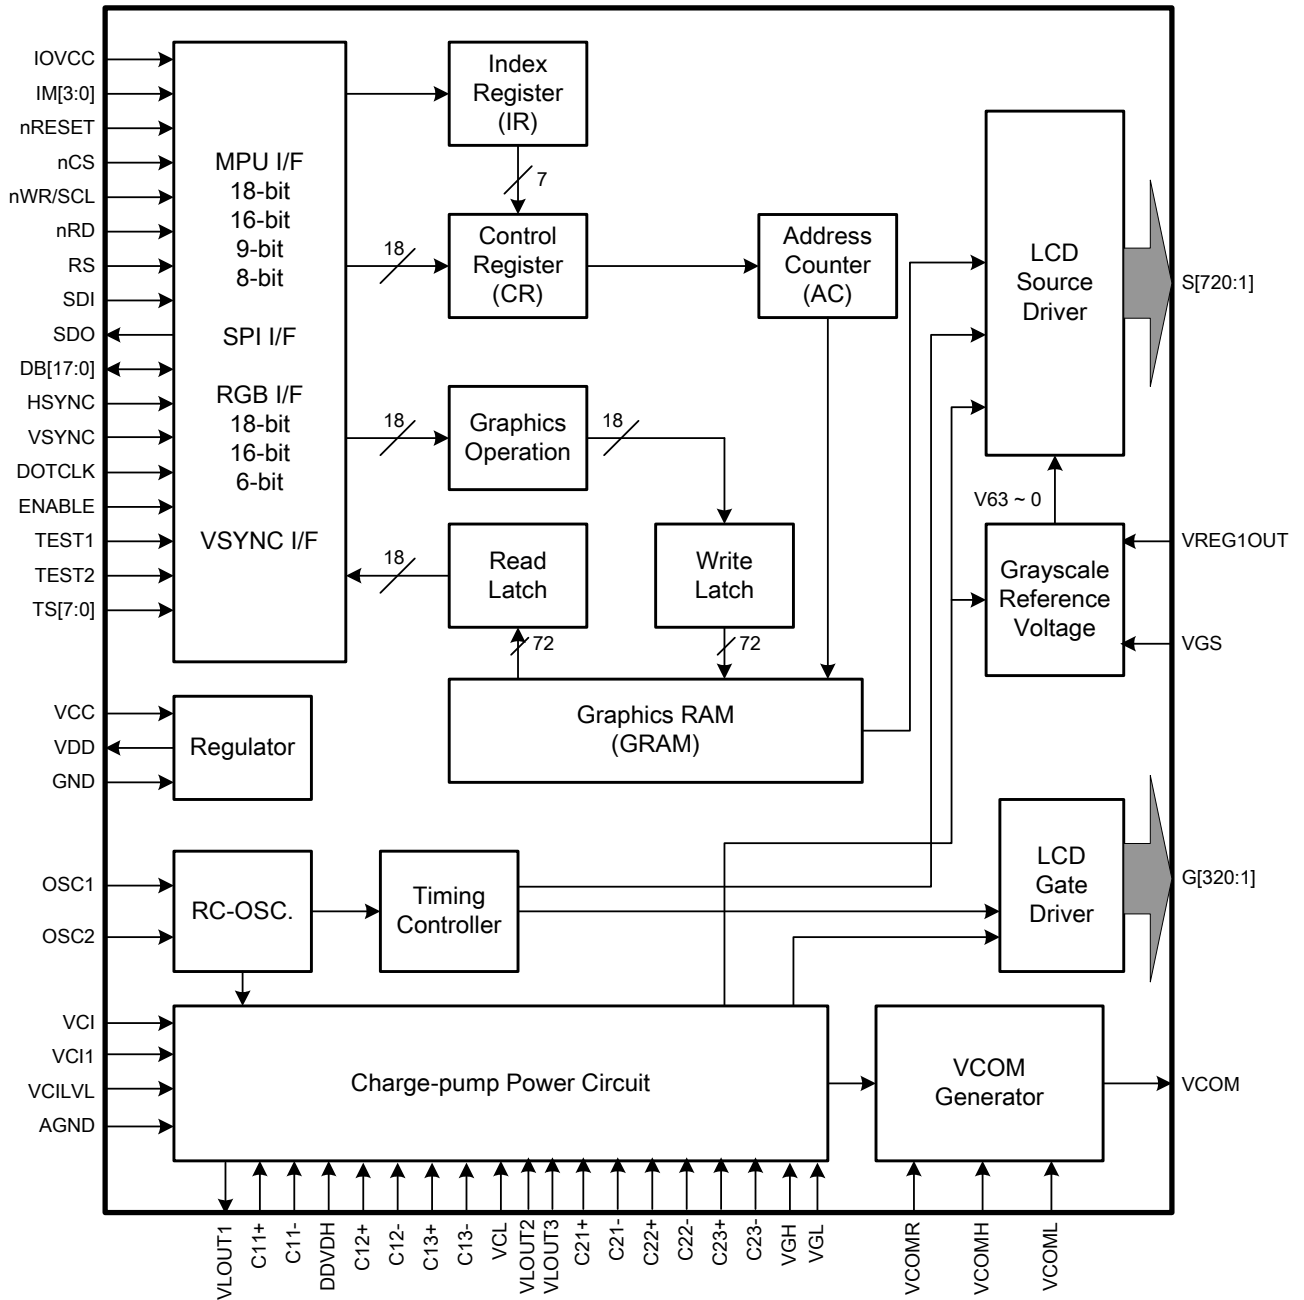 IOVCC
IM[3:0]
nRESET
nCS
nWR/SCL
nRD
RS
SDI
SDO
DB[17:0]
HSYNC
VSYNC
DOTCLK
ENABLE
TEST1
TEST2
TS[7:0]
MPU I/F
18-bit
16-bit
9-bit
8-bit
SPI I/F
RGB I/F
18-bit
16-bit
6-bit
VSYNC I/F
Index
Register
(IR)
7
18
Control
Register
(CR)
Address
Counter
(AC)
18
Graphics
Operation
18
18
Read
Latch
Write
Latch
72
72
Graphics RAM
(GRAM)
LCD
Source
Driver
S[720:1]
V63 ~ 0
Grayscale
Reference
Voltage
VREG1OUT
VGS
VCC
VDD
GND
Regulator
OSC1
OSC2
RC-OSC.
Timing
Controller
LCD
Gate
Driver
G[320:1]
VCI
VCI1
VCILVL
AGND
Charge-pump Power Circuit
VCOM
Generator
VCOM
VLOUT1
C11+
C11-
DDVDH
C12+
C12-
C13+
C13-
VCL
VLOUT2
VLOUT3
C21+
C21-
C22+
C22-
C23+
C23-
VGH
VGL
VCOMR
VCOMH
VCOML